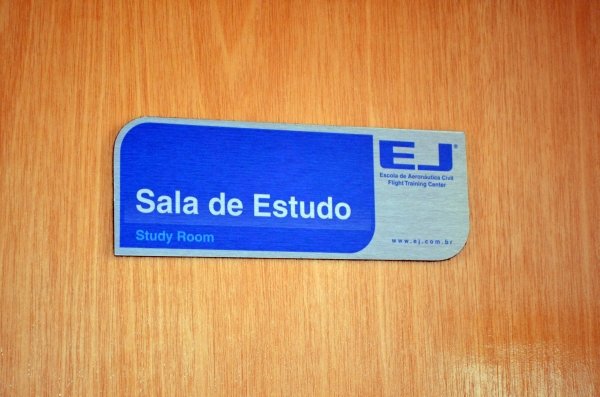 EJ®
Escola de Aeronáutica Civil
Flight Training Center
Sala de Estudo
Study Room
www.ej.com.br